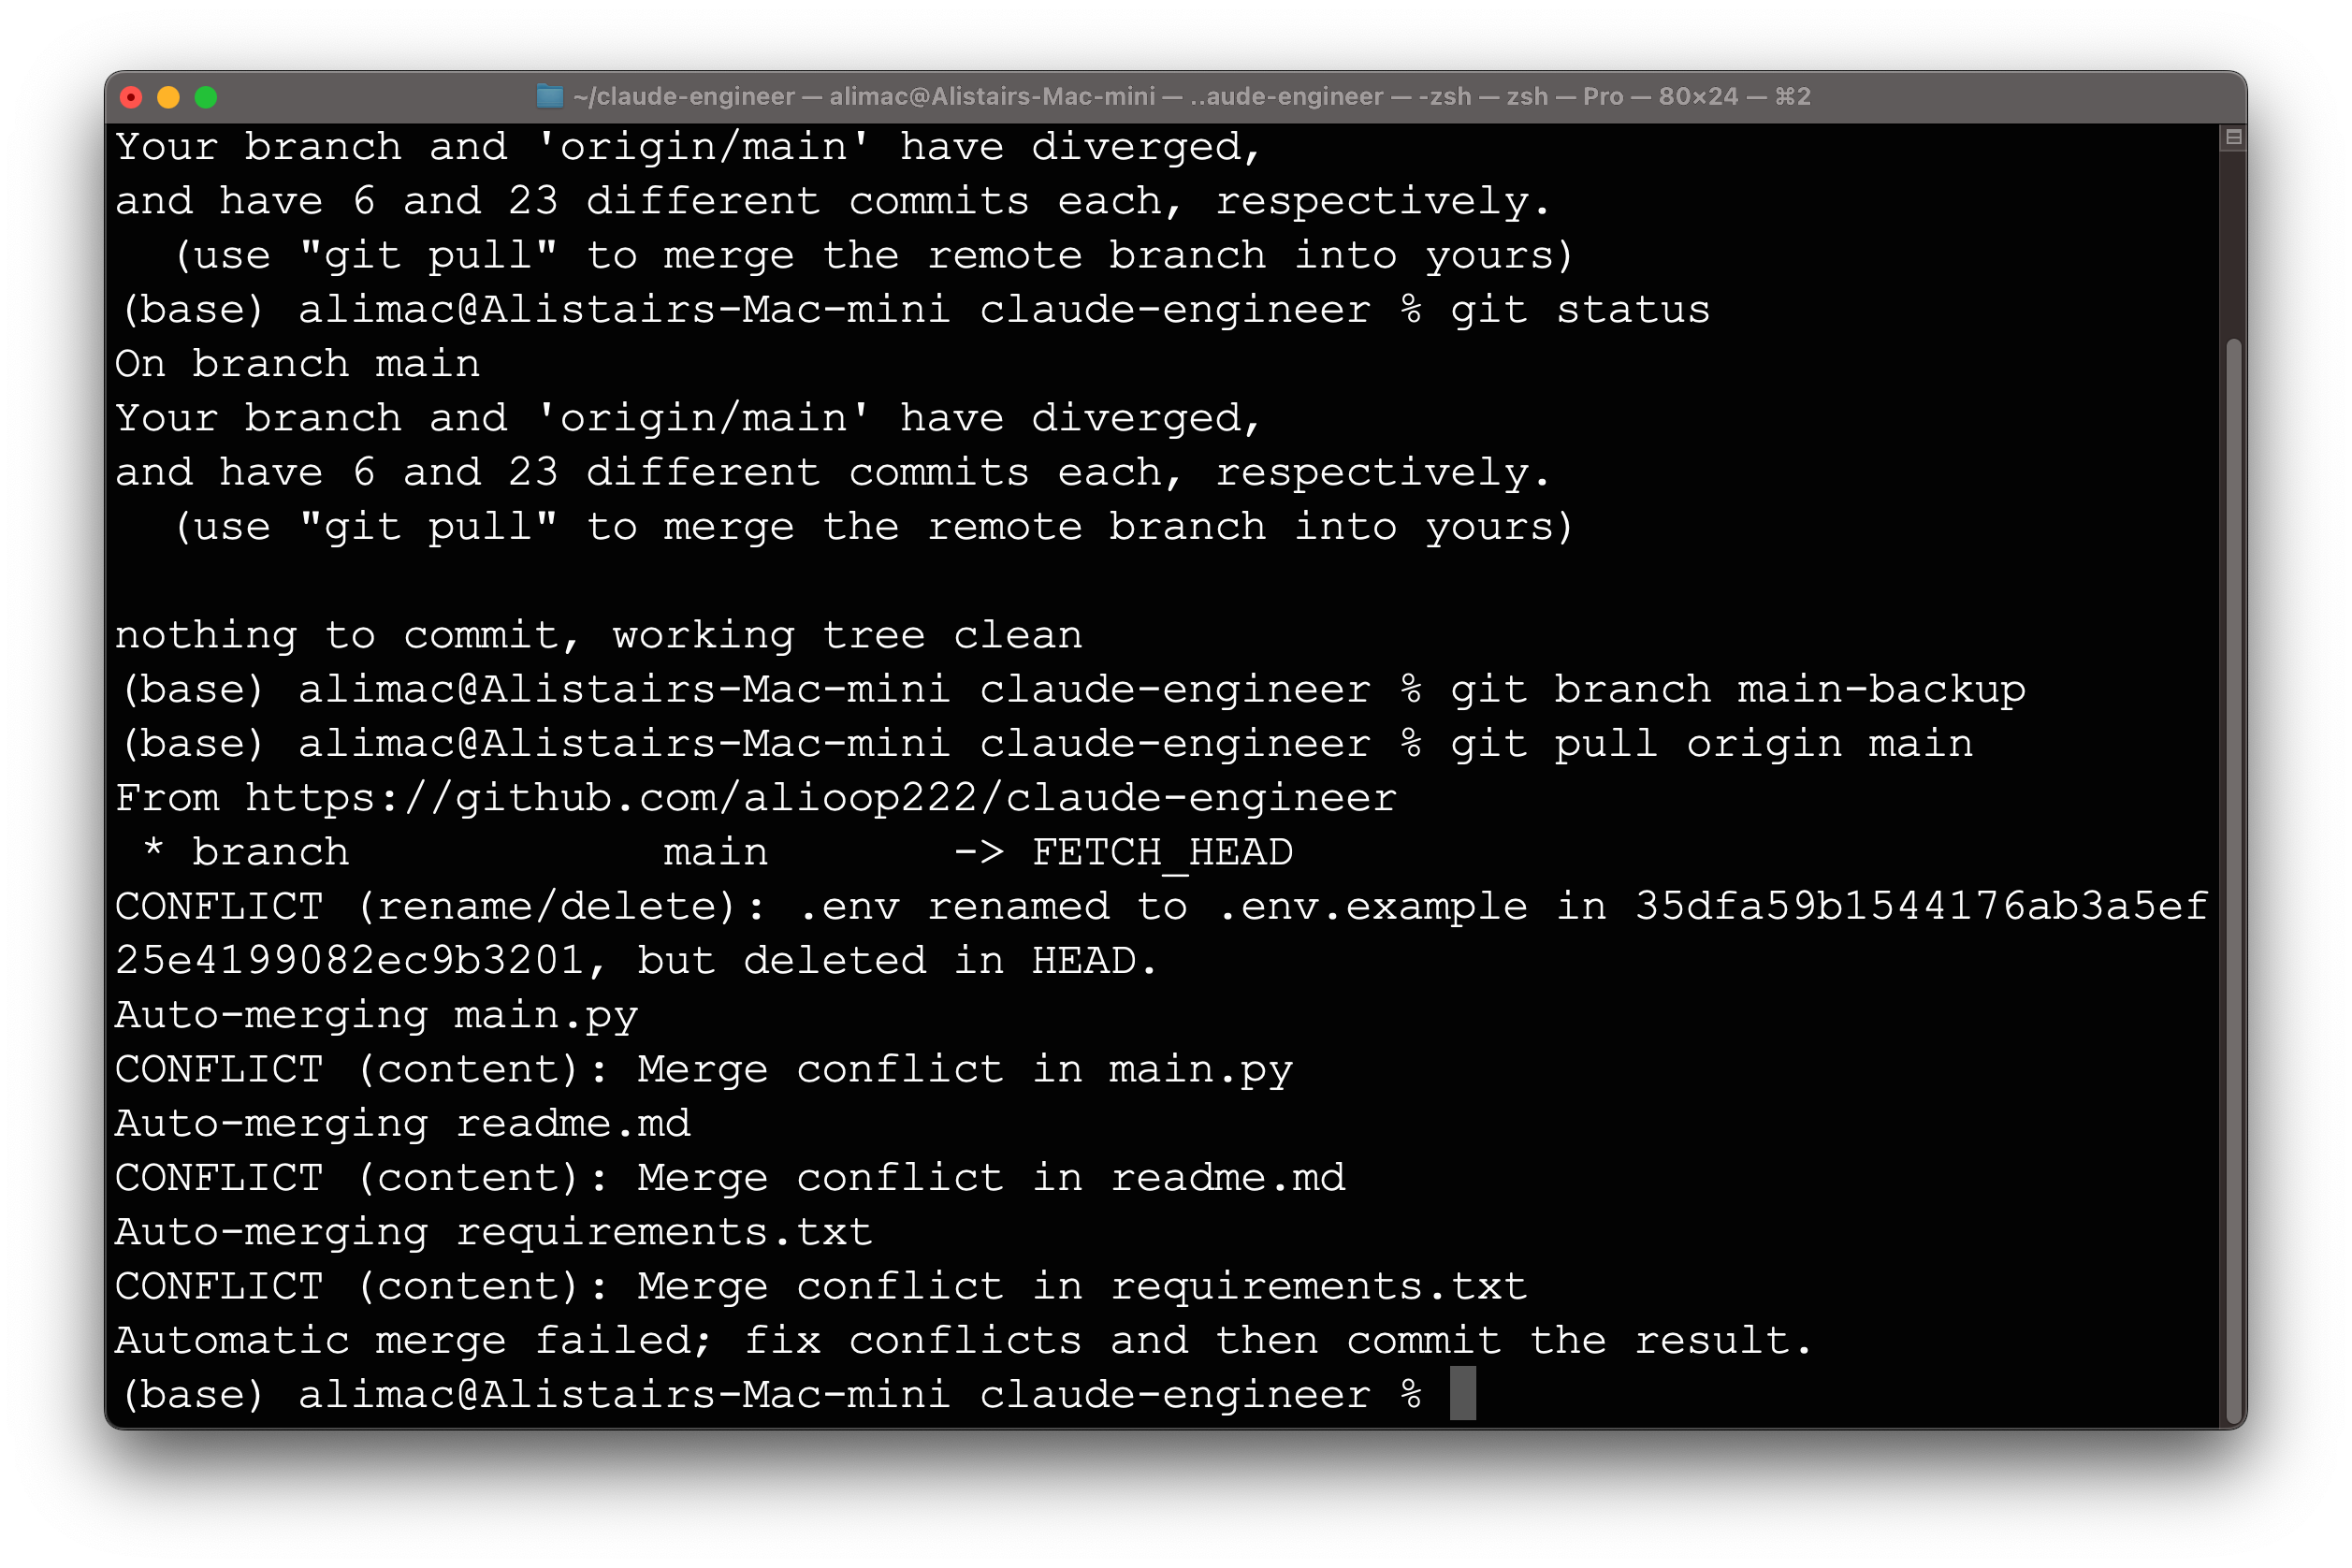 ~/claude-engineer — alimac@Alistairs-Mac-mini — ..aude-engineer — -zsh — zsh — Pro — 80×24 — ⌘2
Your branch and 'origin/main' have diverged,
and have 6 and 23 different commits each, respectively.
  (use "git pull" to merge the remote branch into yours)
(base) alimac@Alistairs-Mac-mini claude-engineer % git status
On branch main
Your branch and 'origin/main' have diverged,
and have 6 and 23 different commits each, respectively.
  (use "git pull" to merge the remote branch into yours)

nothing to commit, working tree clean
(base) alimac@Alistairs-Mac-mini claude-engineer % git branch main-backup
(base) alimac@Alistairs-Mac-mini claude-engineer % git pull origin main
From https://github.com/alioop222/claude-engineer
 * branch            main       -> FETCH_HEAD
CONFLICT (rename/delete): .env renamed to .env.example in 35dfa59b1544176ab3a5ef
25e4199082ec9b3201, but deleted in HEAD.
Auto-merging main.py
CONFLICT (content): Merge conflict in main.py
Auto-merging readme.md
CONFLICT (content): Merge conflict in readme.md
Auto-merging requirements.txt
CONFLICT (content): Merge conflict in requirements.txt
Automatic merge failed; fix conflicts and then commit the result.
(base) alimac@Alistairs-Mac-mini claude-engineer %